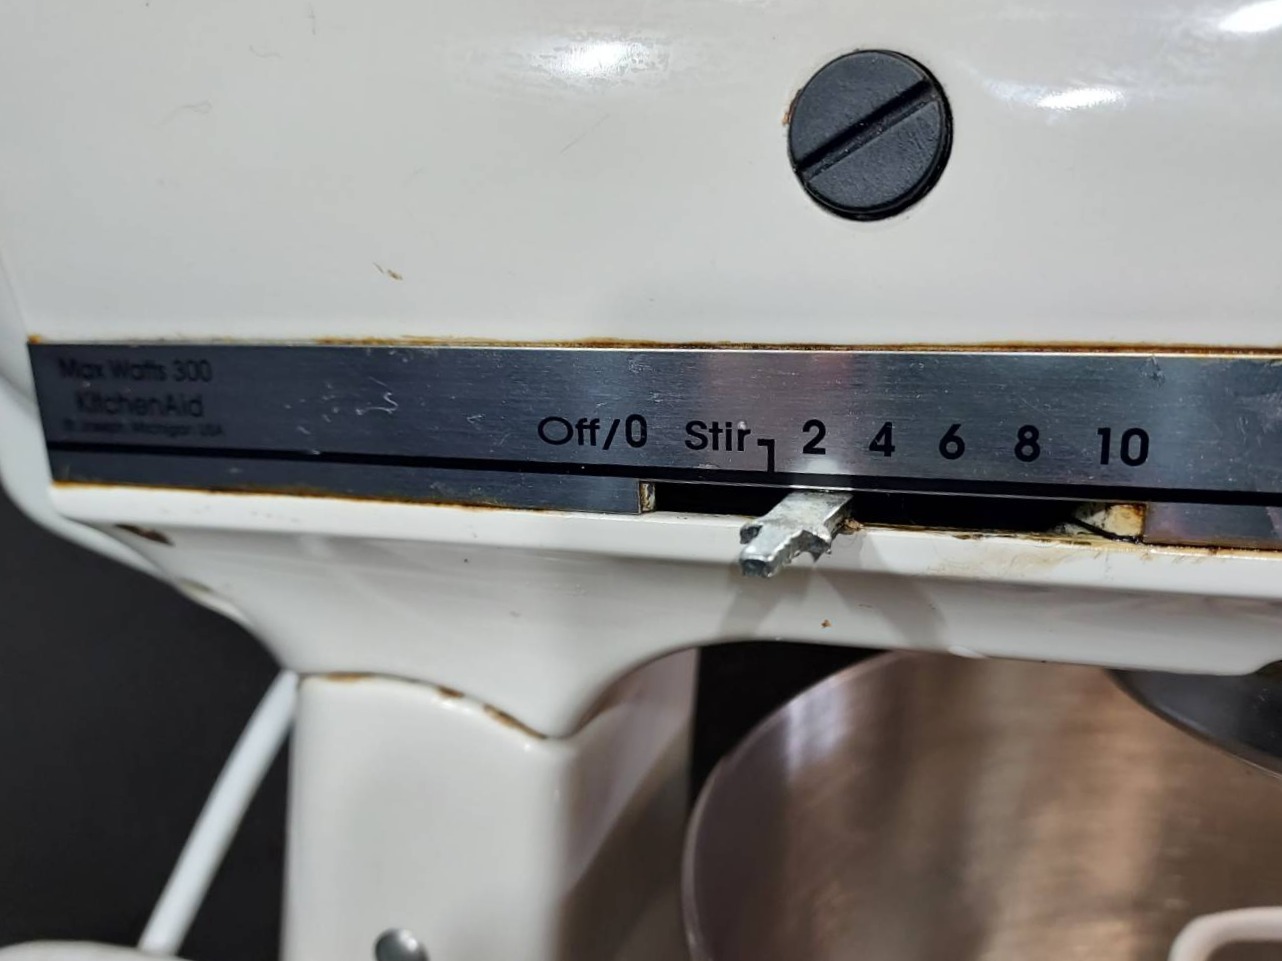 Max Watts 300
KitchenAid
St. Joseph, Michigan USA
Off/0 Stir 2 4 6 8 10